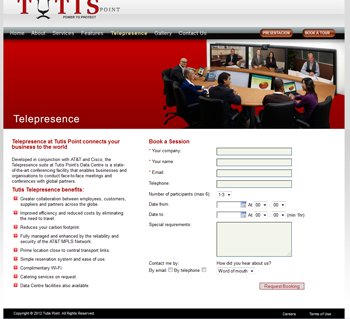 TUTIS POINT
POWER TO PROTECT
Home About Services Features Telepresence Gallery Contact Us
PRESENTATION BOOK A TOUR
Telepresence
Telepresence at Tutis Point connects your
business to the world
Developed in conjunction with AT&T and Cisco, the
Telepresence suite at Tutis Point's Data Centre is a state-
of-the-art conferencing facility that enables businesses and
organisations to conduct face-to-face meetings and
conferences with global partners.
Tutis Telepresence benefits:
Greater collaboration between employees, customers,
suppliers and partners across the globe.
Improved efficiency and reduced costs by eliminating
the need to travel.
Reduces your carbon footprint.
Fully managed and enhanced by the reliability and
security of the AT&T MPLS Network.
Prime location close to central transport links.
Simple reservation system and ease of use.
Complimentary Wi-Fi.
Catering services on request.
Data Centre facilities also available.
Book a Session
* Your company:
* Your name
* Email:
Telephone:
Number of participants (max 6): 1-3
Date from: At 00 : 00
Date to: At 00 : 00 (min 1hr)
Special requirements:
Contact me by: How did you hear about us?
By email By telephone Word of mouth
Request Booking
Copyright © 2012 Tutis Point. All Rights Reserved. Careers Terms of Use